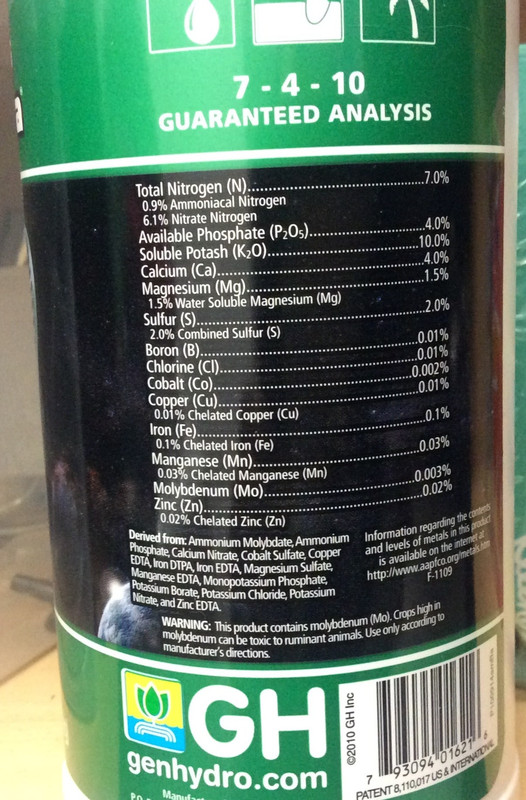 a
7 - 4 - 10
GUARANTEED ANALYSIS
Total Nitrogen (N)..............................7.0%
0.9% Ammoniacal Nitrogen
6.1% Nitrate Nitrogen
Available Phosphate (P₂O₅)....................4.0%
Soluble Potash (K₂O)..............................10.0%
Calcium (Ca)..............................4.0%
Magnesium (Mg)..............................1.5%
1.5% Water Soluble Magnesium (Mg)
Sulfur (S)..............................2.0%
2.0% Combined Sulfur (S)
Boron (B)..............................0.01%
Chlorine (Cl)..............................0.01%
Cobalt (Co)..............................0.002%
Copper (Cu)..............................0.01%
0.01% Chelated Copper (Cu)
Iron (Fe)..............................0.1%
0.1% Chelated Iron (Fe)
Manganese (Mn)..............................0.03%
0.03% Chelated Manganese (Mn)
Molybdenum (Mo)..............................0.003%
Zinc (Zn)..............................0.02%
0.02% Chelated Zinc (Zn)
Derived from: Ammonium Molybdate, Ammonium
Phosphate, Calcium Nitrate, Cobalt Sulfate, Copper
EDTA, Iron DTPA, Iron EDTA, Magnesium Sulfate,
Manganese EDTA, Monopotassium Phosphate,
Potassium Borate, Potassium Chloride, Potassium
Nitrate, and Zinc EDTA.
Information regarding the contents
and levels of metals in this product
is available on the internet at
http://www.aapfco.org/metals.htm
F-1109
WARNING: This product contains molybdenum (Mo). Crops high in
molybdenum can be toxic to ruminant animals. Use only according to
manufacturer's directions.
GH
genhydro.com
©2010 GH Inc
7 93094 01621 6
PATENT 8,110,017 US & INTERNATIONAL